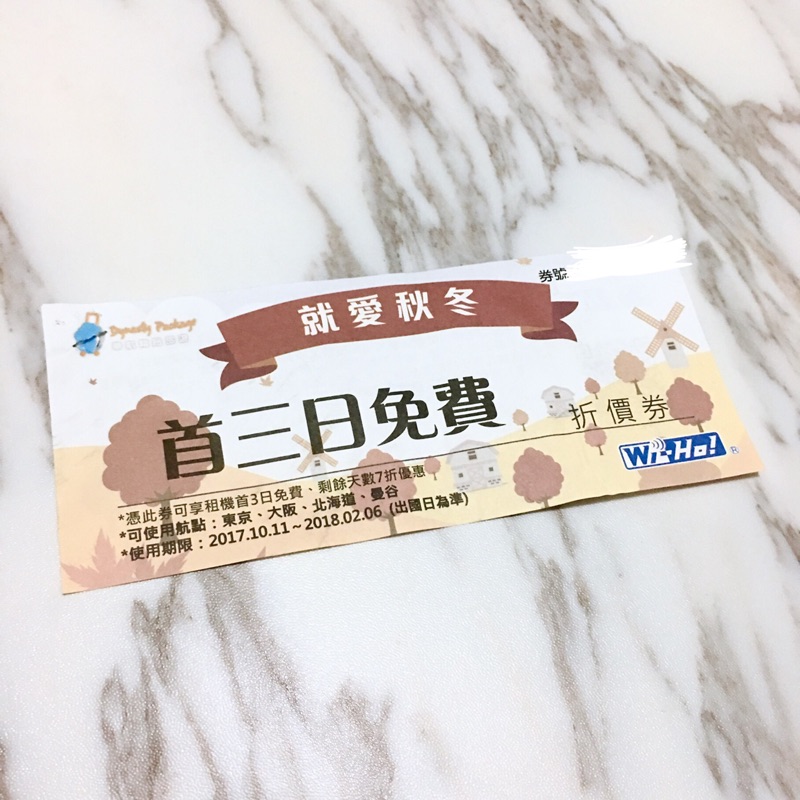 券號
就愛秋冬
Dynasty Package
首三日免費
折價券
Wi-Ho!
®
*憑此券可享租機首3日免費、剩餘天數7折優惠
*可使用航點：東京、大阪、北海道、曼谷
*使用期限：2017.10.11～2018.02.06 (出國日為準)